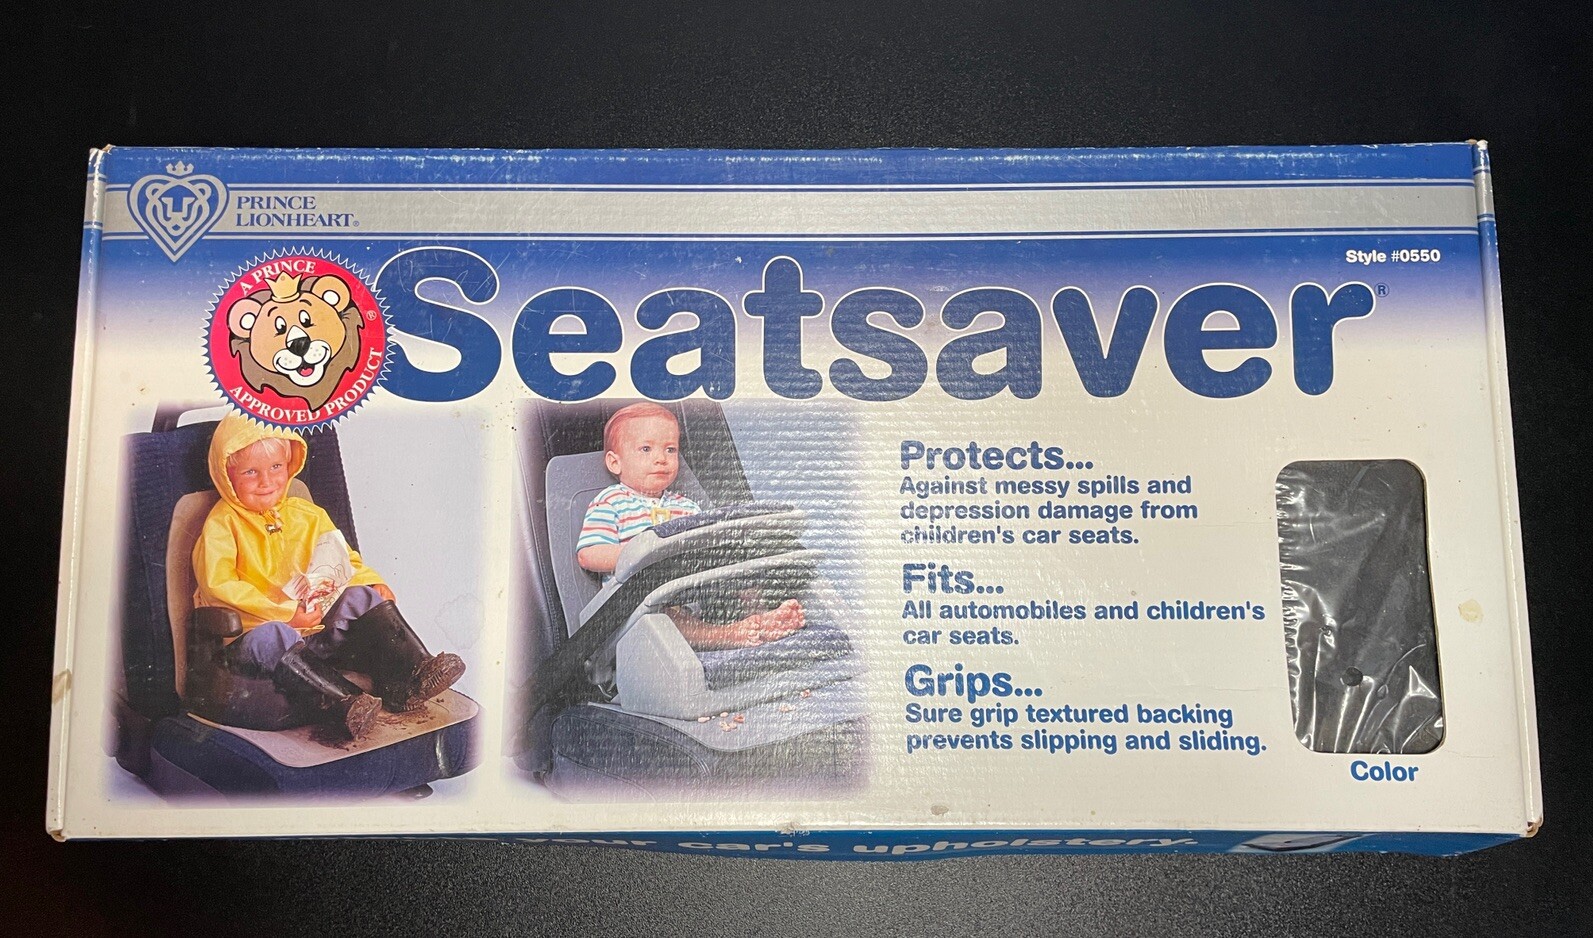 PRINCE
LIONHEART®
Style #0550
A PRINCE
APPROVED PRODUCT
®
Seatsaver®
Protects...
Against messy spills and
depression damage from
children's car seats.
Fits...
All automobiles and children's
car seats.
Grips...
Sure grip textured backing
prevents slipping and sliding.
Color
your car's upholstery.